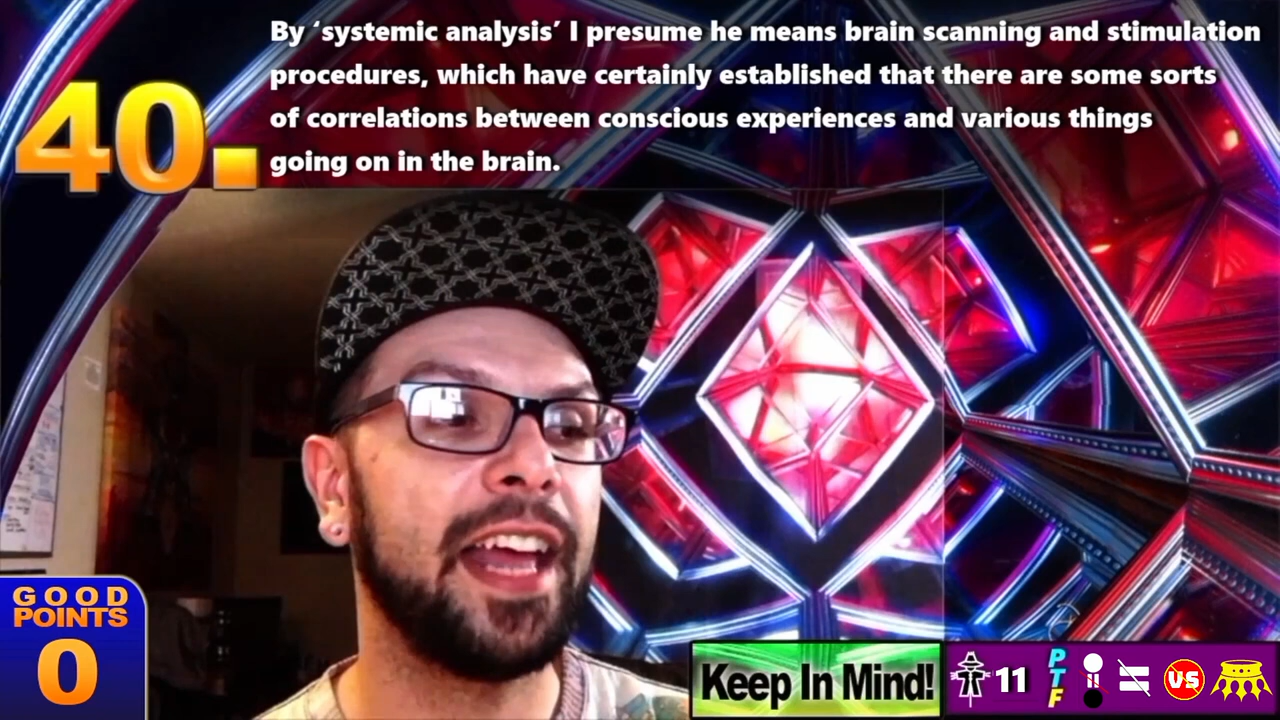 40.
By ‘systemic analysis’ I presume he means brain scanning and stimulation
procedures, which have certainly established that there are some sorts
of correlations between conscious experiences and various things
going on in the brain.
GOOD
POINTS
0
Keep In Mind!
11
PTF
VS